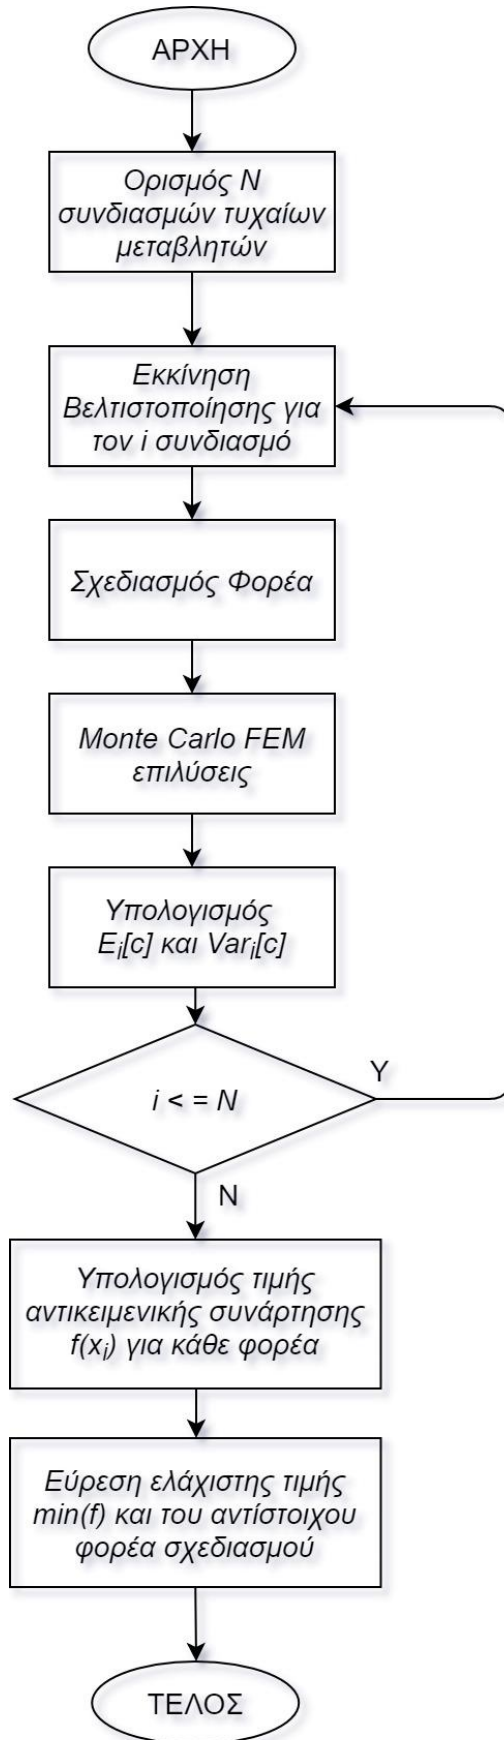 ΑΡΧΗ
Ορισμός Ν
συνδιασμών τυχαίων
μεταβλητών
Εκκίνηση
Βελτιστοποίησης για
τον i συνδιασμό
Σχεδιασμός Φορέα
Monte Carlo FEM
επιλύσεις
Υπολογισμός
Ei[c] και Vari[c]
i < = N
Y
N
Υπολογισμός τιμής
αντικειμενικής συνάρτησης
f(xi) για κάθε φορέα
Εύρεση ελάχιστης τιμής
min(f) και του αντίστοιχου
φορέα σχεδιασμού
ΤΕΛΟΣ